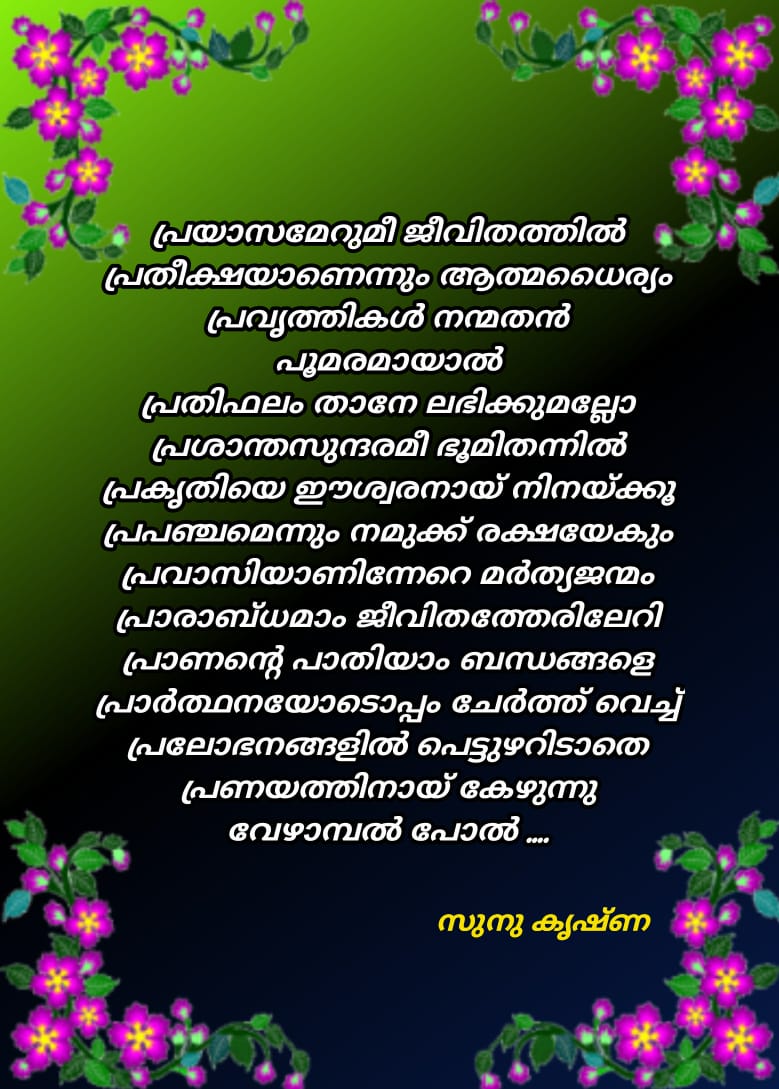 പ്രയാസമേറുമീ ജീവിതത്തിൽ
പ്രതീക്ഷയാണെന്നും ആത്മധൈര്യം
പ്രവൃത്തികൾ നന്മതൻ
പൂമരമായാൽ
പ്രതിഫലം താനേ ലഭിക്കുമല്ലോ
പ്രശാന്തസുന്ദരമീ ഭൂമിതന്നിൽ
പ്രകൃതിയെ ഈശ്വരനായ് നിനയ്ക്കൂ
പ്രപഞ്ചമെന്നും നമുക്ക് രക്ഷയേകും
പ്രവാസിയാണിന്നേറെ മർത്യജന്മം
പ്രാരാബ്ധമാം ജീവിതത്തേരിലേറി
പ്രാണന്റെ പാതിയാം ബന്ധങ്ങളെ
പ്രാർത്ഥനയോടൊപ്പം ചേർത്ത് വെച്ച്
പ്രലോഭനങ്ങളിൽ പെട്ടുഴറിടാതെ
പ്രണയത്തിനായ് കേഴുന്നു
വേഴാമ്പൽ പോൽ ....
സുനു കൃഷ്ണ